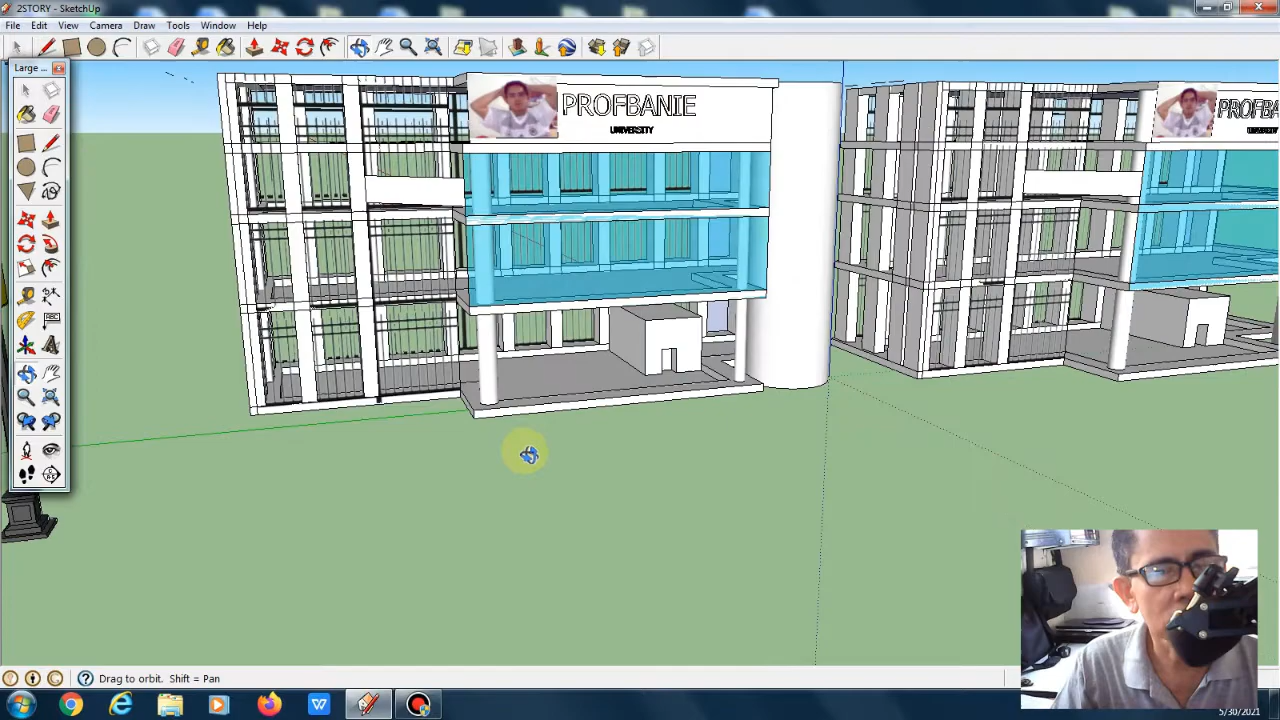 2STORY - SketchUp
File Edit View Camera Draw Tools Window Help
Large ...
ABC
PROFBANIE
UNIVERSITY
PROFBA
Drag to orbit. Shift = Pan
5/30/2021